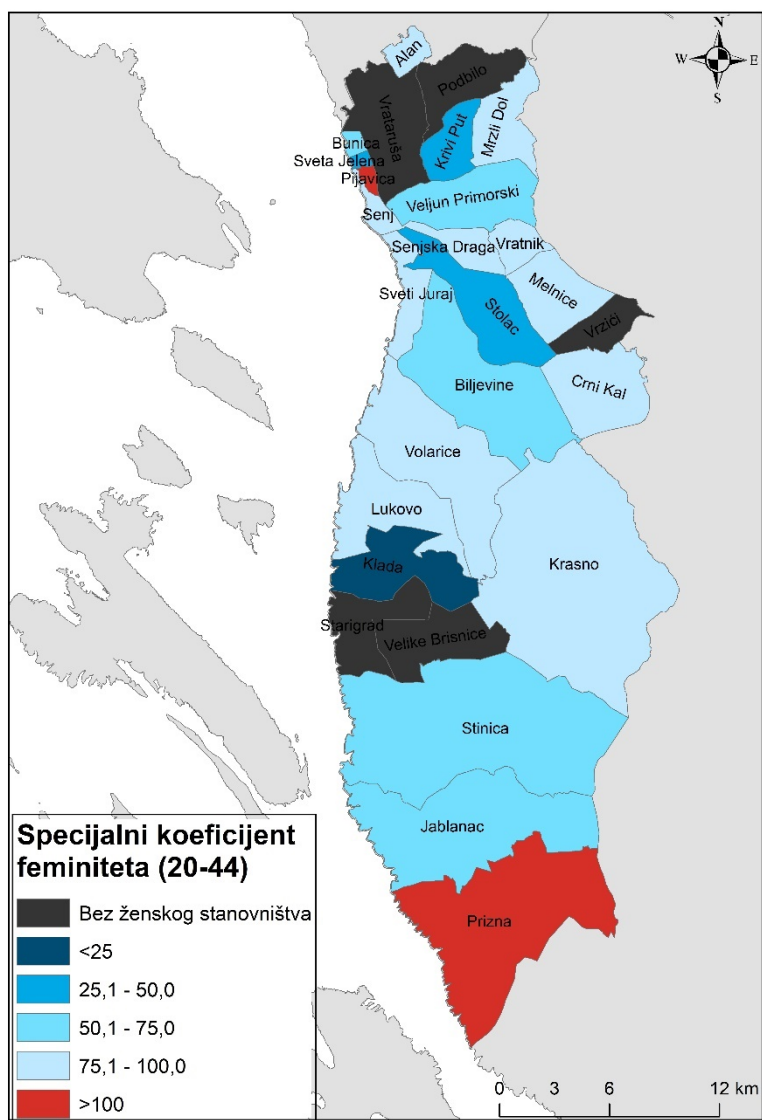 N
W E
S
Alan
Podbilo
Vrataruša
Krivi Put
Mrzli Dol
Bunica
Sveta Jelena
Pijavica
Veljun Primorski
Senj
Senjska Draga
Vratnik
Sveti Juraj
Stolac
Melnice
Vrzići
Biljevine
Crni Kal
Volarice
Lukovo
Klada
Krasno
Starigrad
Velike Brisnice
Stinica
Jablanac
Prizna
Specijalni koeficijent
feminiteta (20-44)
Bez ženskog stanovništva
<25
25,1 - 50,0
50,1 - 75,0
75,1 - 100,0
>100
0 3 6 12 km